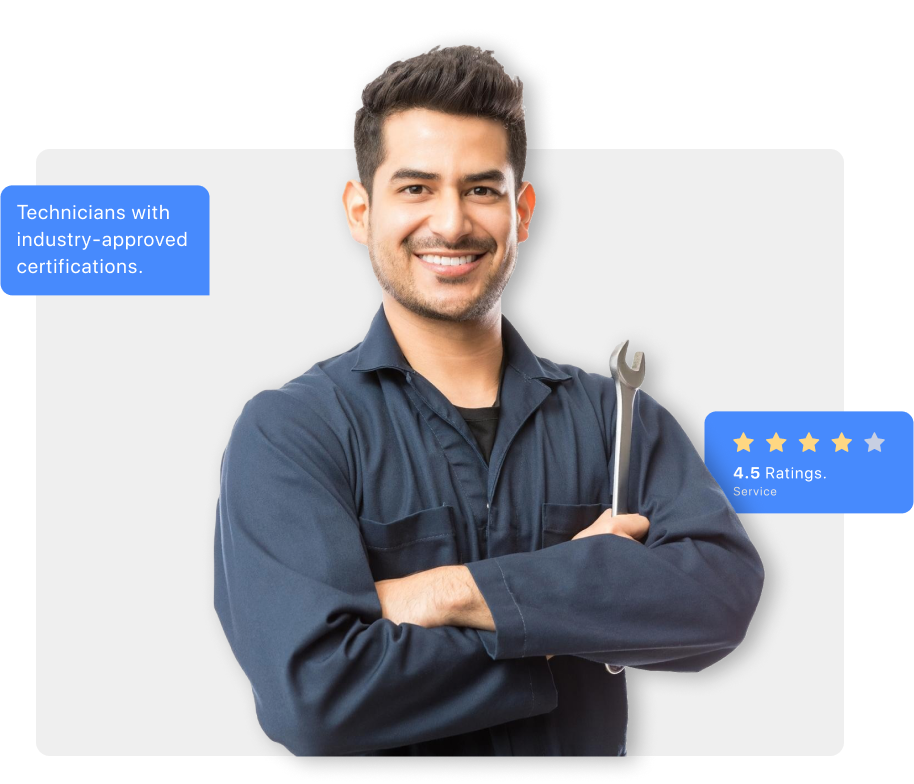 Technicians with
industry-approved
certifications.
4.5 Ratings.
Service